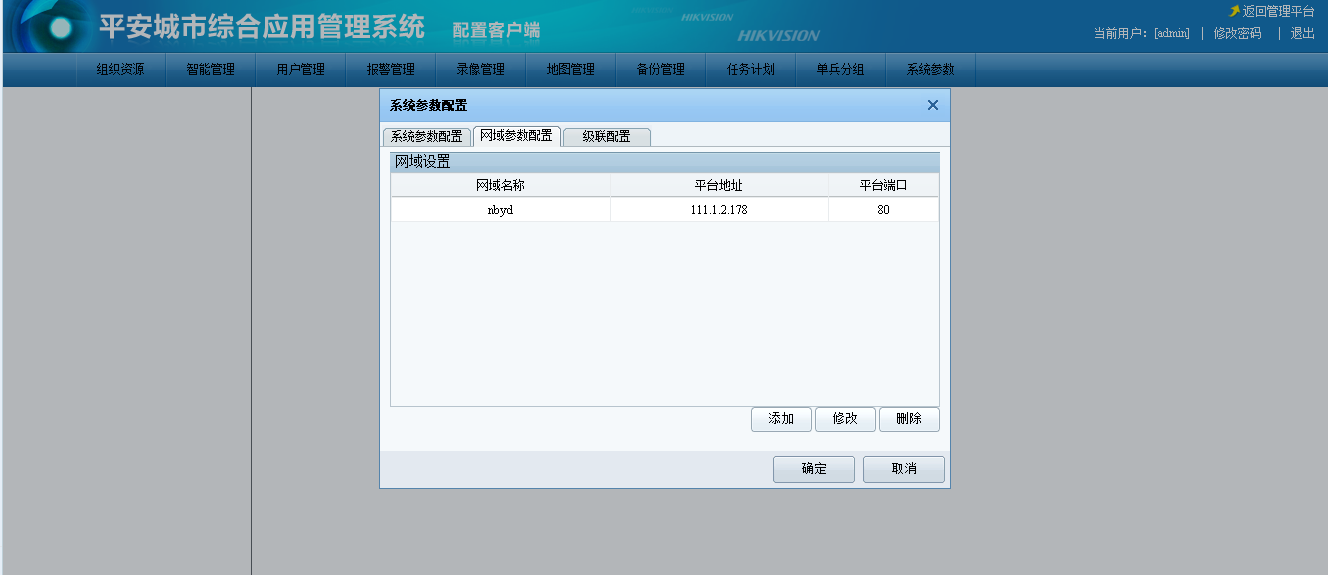 平安城市综合应用管理系统 配置客户端
HIKVISION
HIKVISION
返回管理平台
当前用户: [admin] | 修改密码 | 退出
组织资源 智能管理 用户管理 报警管理 录像管理 地图管理 备份管理 任务计划 单兵分组 系统参数
系统参数配置
系统参数配置 网域参数配置 级联配置
网域设置
网域名称 平台地址 平台端口
nbyd 111.1.2.178 80
添加 修改 删除
确定 取消